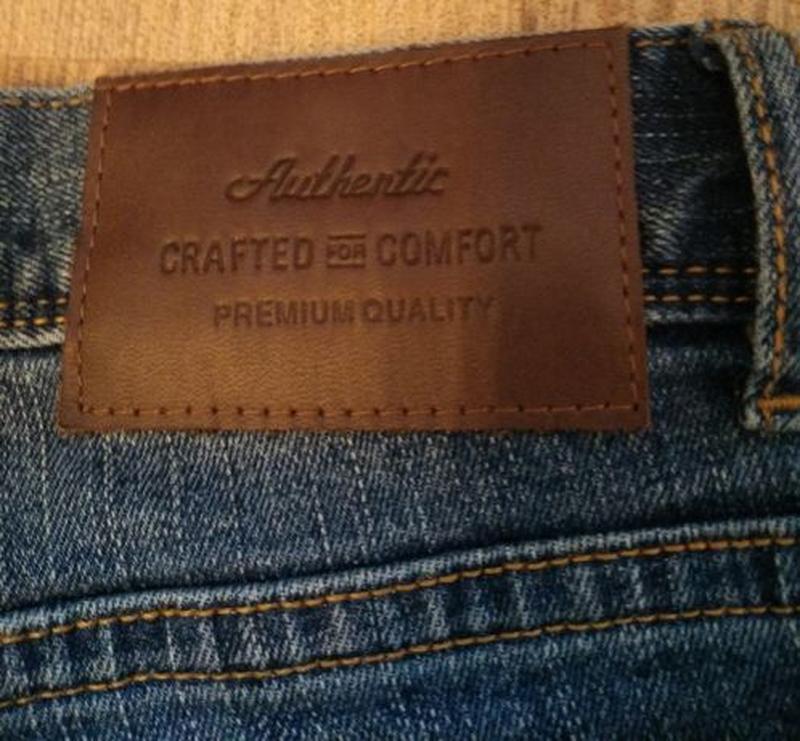 Authentic
CRAFTED FOR COMFORT
PREMIUM QUALITY